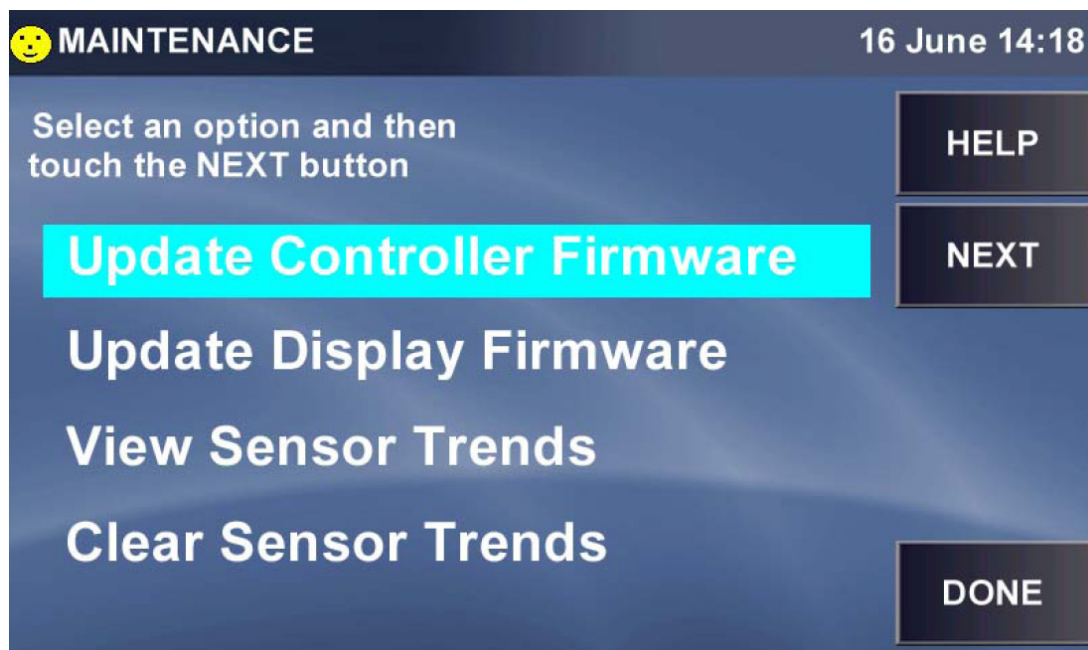 MAINTENANCE
16 June 14:18
Select an option and then
touch the NEXT button
HELP
Update Controller Firmware
NEXT
Update Display Firmware
View Sensor Trends
Clear Sensor Trends
DONE